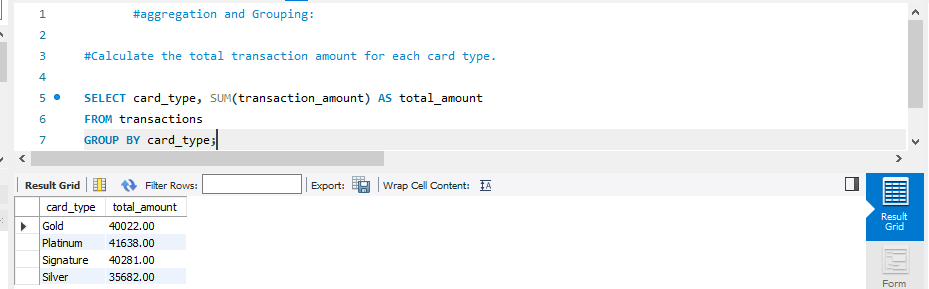 1 #aggregation and Grouping:
2
3 #Calculate the total transaction amount for each card type.
4
5 SELECT card_type, SUM(transaction_amount) AS total_amount
6 FROM transactions
7 GROUP BY card_type;
Result Grid Filter Rows: Export: Wrap Cell Content: IA
card_type total_amount
Gold 40022.00
Platinum 41638.00
Signature 40281.00
Silver 35682.00
Result
Grid
Form